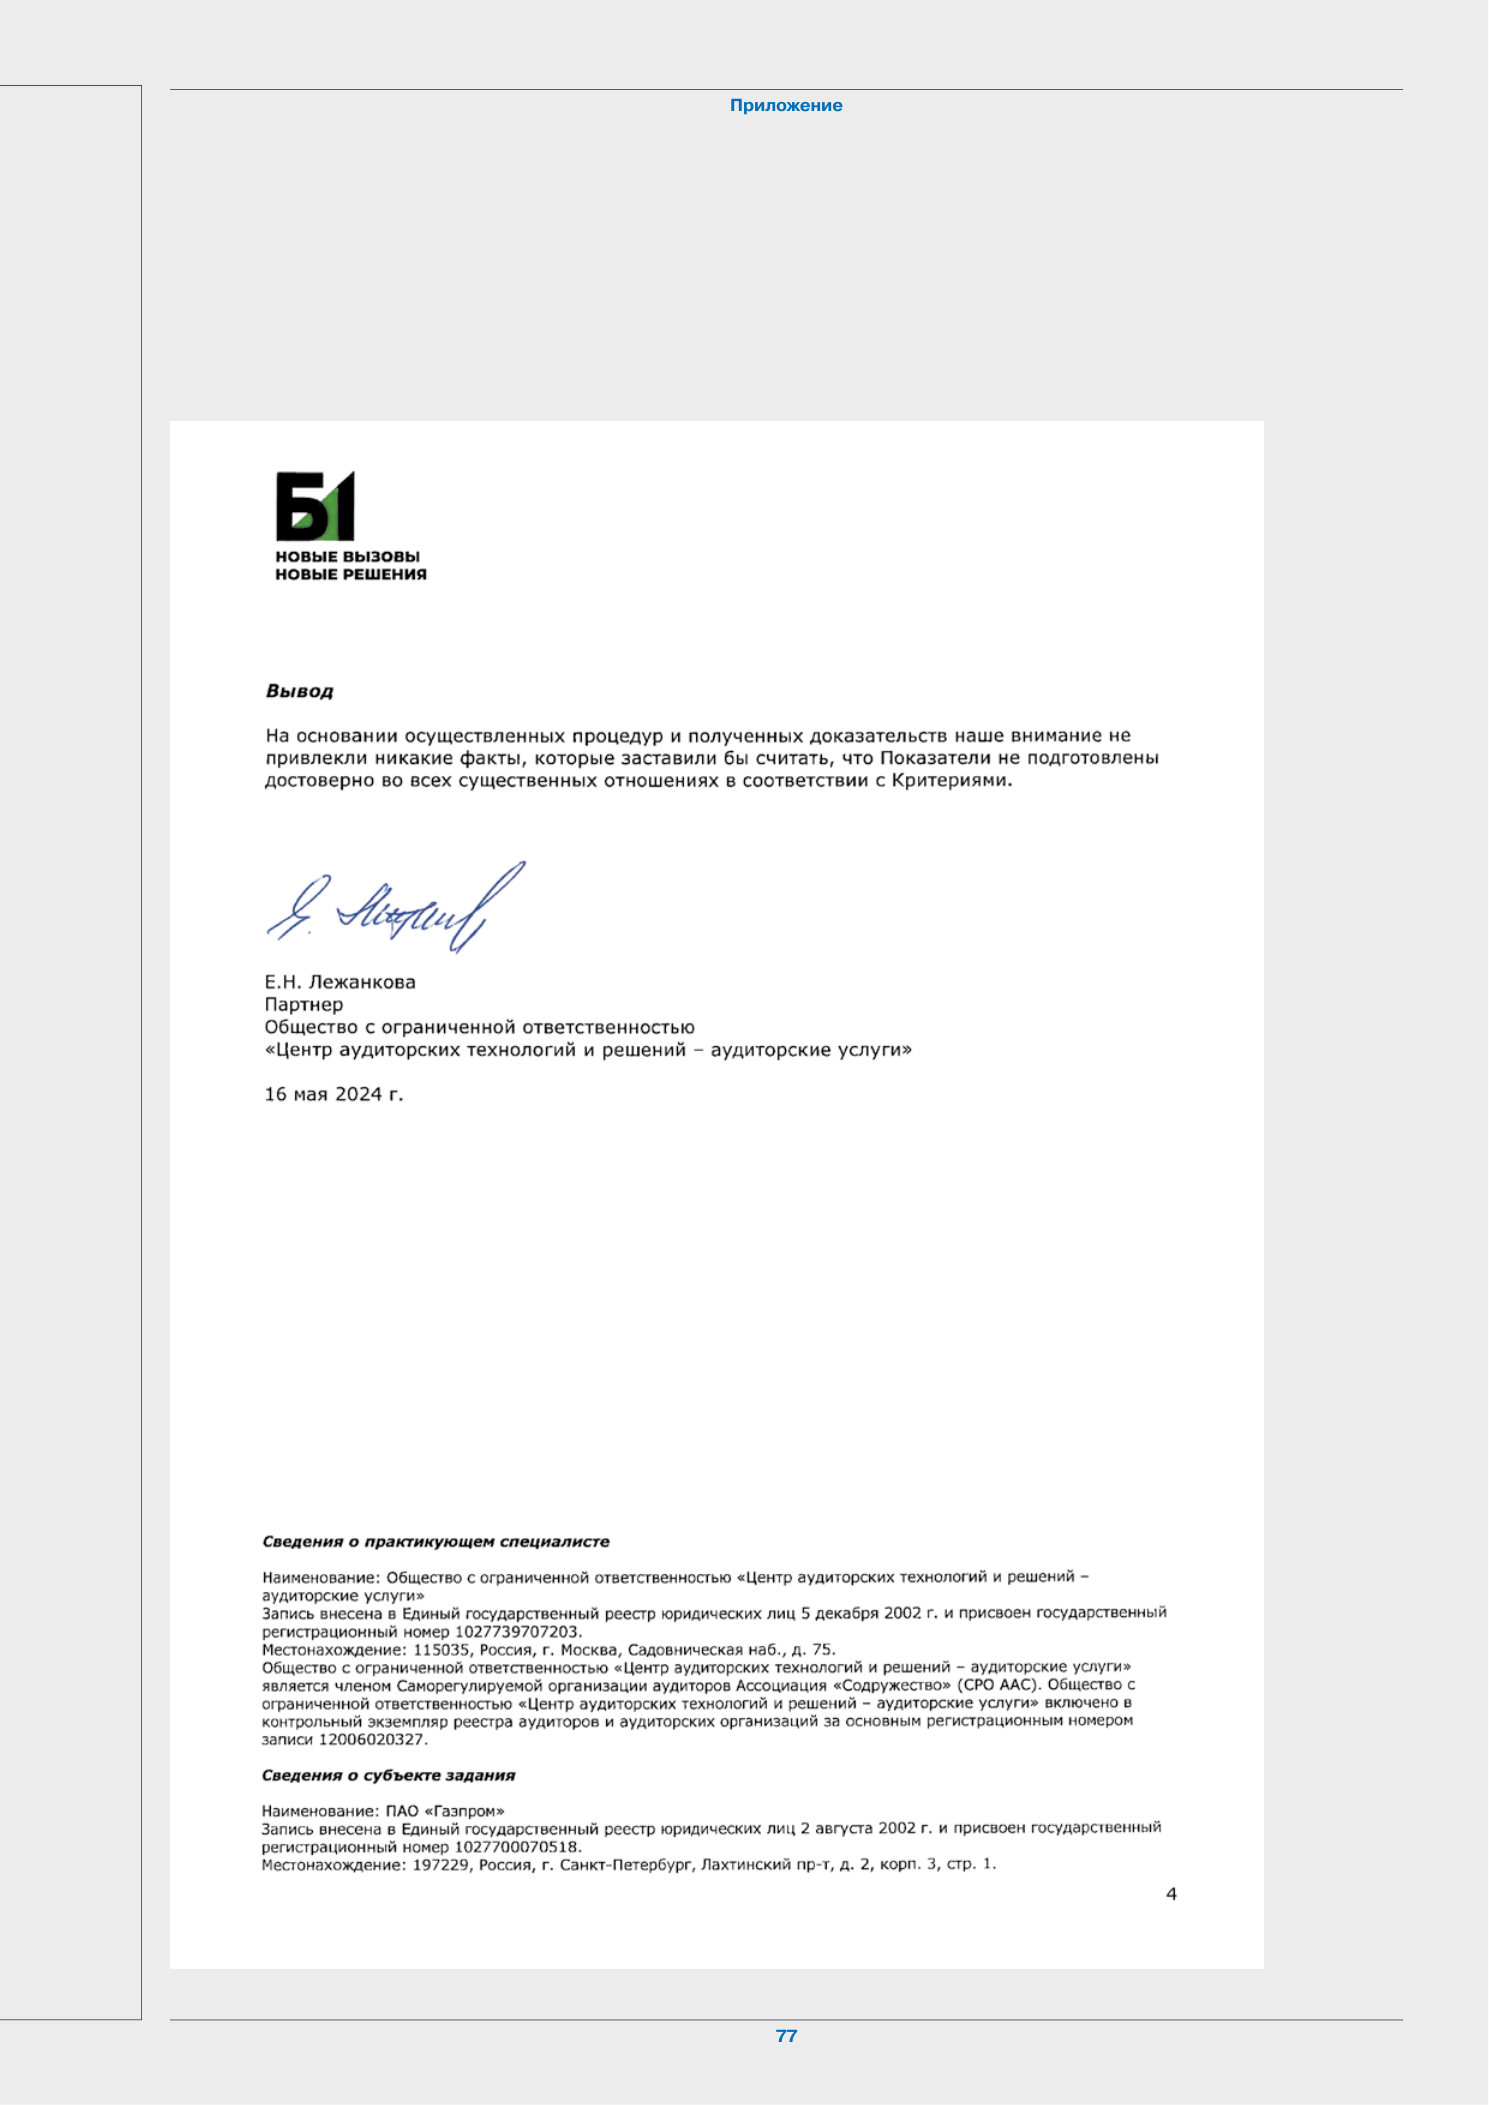 Приложение
Б1
НОВЫЕ ВЫЗОВЫ
НОВЫЕ РЕШЕНИЯ
Вывод
На основании осуществленных процедур и полученных доказательств наше внимание не
привлекли никакие факты, которые заставили бы считать, что Показатели не подготовлены
достоверно во всех существенных отношениях в соответствии с Критериями.
Е.Н. Лежанкова
Партнер
Общество с ограниченной ответственностью
«Центр аудиторских технологий и решений – аудиторские услуги»
16 мая 2024 г.
Сведения о практикующем специалисте
Наименование: Общество с ограниченной ответственностью «Центр аудиторских технологий и решений –
аудиторские услуги»
Запись внесена в Единый государственный реестр юридических лиц 5 декабря 2002 г. и присвоен государственный
регистрационный номер 1027739707203.
Местонахождение: 115035, Россия, г. Москва, Садовническая наб., д. 75.
Общество с ограниченной ответственностью «Центр аудиторских технологий и решений – аудиторские услуги»
является членом Саморегулируемой организации аудиторов Ассоциация «Содружество» (СРО ААС). Общество с
ограниченной ответственностью «Центр аудиторских технологий и решений – аудиторские услуги» включено в
контрольный экземпляр реестра аудиторов и аудиторских организаций за основным регистрационным номером
записи 12006020327.
Сведения о субъекте задания
Наименование: ПАО «Газпром»
Запись внесена в Единый государственный реестр юридических лиц 2 августа 2002 г. и присвоен государственный
регистрационный номер 1027700070518.
Местонахождение: 197229, Россия, г. Санкт-Петербург, Лахтинский пр-т, д. 2, корп. 3, стр. 1.
4
77